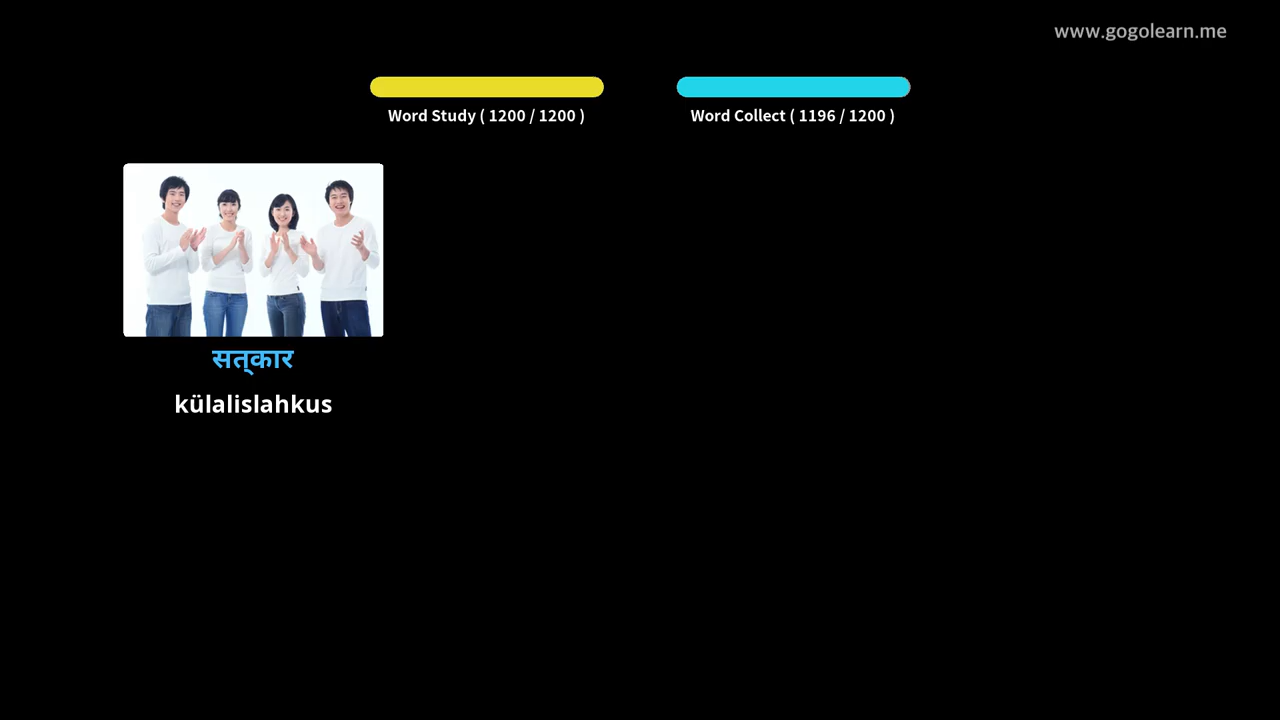 www.gogolearn.me
Word Study ( 1200 / 1200 )
Word Collect ( 1196 / 1200 )
सत्‌कार
külalislahkus